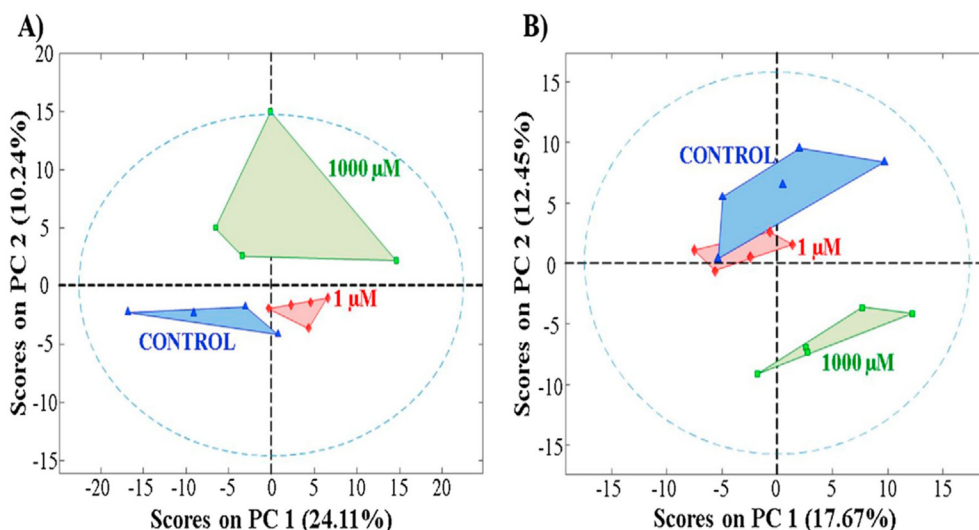 A)
Scores on PC 2 (10.24%)
20
15
10
5
0
-5
-10
-15
1000 µM
1 µM
CONTROL
-20 -15 -10 -5 0 5 10 15 20
Scores on PC 1 (24.11%)
B)
Scores on PC 2 (12.45%)
15
10
5
0
-5
-10
-15
CONTROL
1 µM
1000 µM
-15 -10 -5 0 5 10 15
Scores on PC 1 (17.67%)